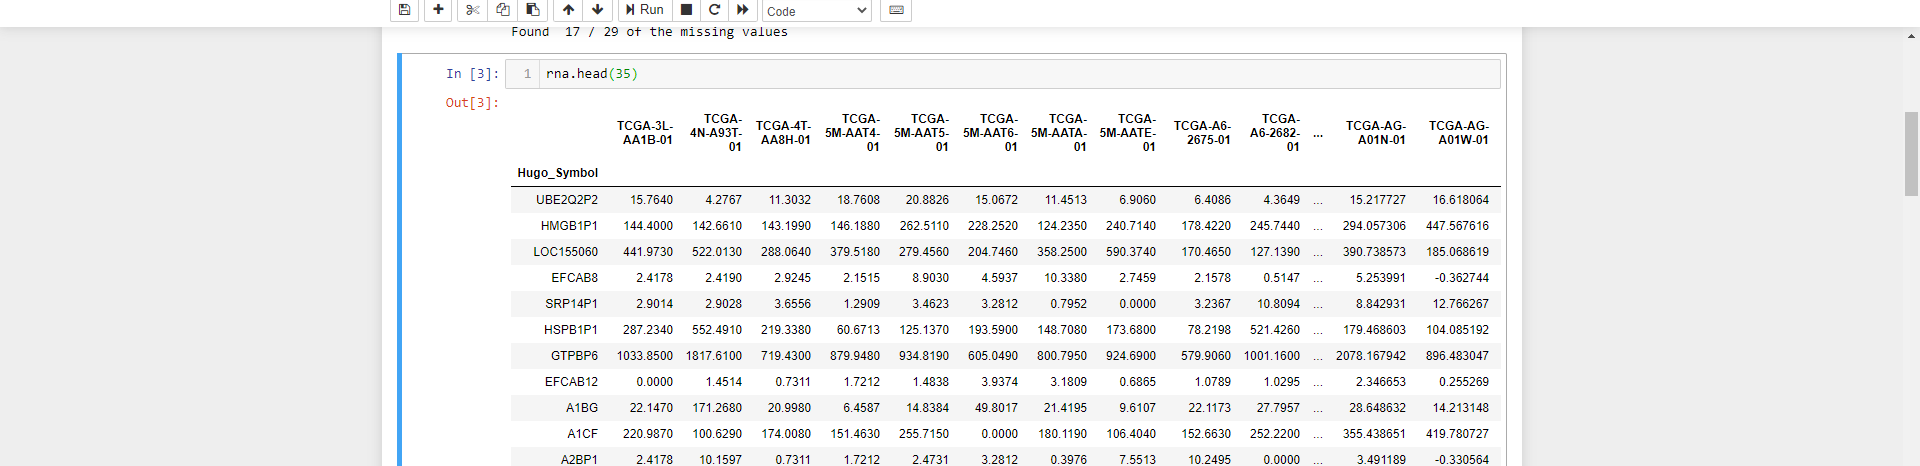 Run Code
Found 17 / 29 of the missing values
In [3]: 1 rna.head(35)
Out[3]:
TCGA-3L-AA1B-01 TCGA-4N-A93T-01 TCGA-4T-AA8H-01 TCGA-5M-AAT4-01 TCGA-5M-AAT5-01 TCGA-5M-AAT6-01 TCGA-5M-AATA-01 TCGA-5M-AATE-01 TCGA-A6-2675-01 TCGA-A6-2682-01 ... TCGA-AG-A01N-01 TCGA-AG-A01W-01
Hugo_Symbol
UBE2Q2P2 15.7640 4.2767 11.3032 18.7608 20.8826 15.0672 11.4513 6.9060 6.4086 4.3649 ... 15.217727 16.618064
HMGB1P1 144.4000 142.6610 143.1990 146.1880 262.5110 228.2520 124.2350 240.7140 178.4220 245.7440 ... 294.057306 447.567616
LOC155060 441.9730 522.0130 288.0640 379.5180 279.4560 204.7460 358.2500 590.3740 170.4650 127.1390 ... 390.738573 185.068619
EFCAB8 2.4178 2.4190 2.9245 2.1515 8.9030 4.5937 10.3380 2.7459 2.1578 0.5147 ... 5.253991 -0.362744
SRP14P1 2.9014 2.9028 3.6556 1.2909 3.4623 3.2812 0.7952 0.0000 3.2367 10.8094 ... 8.842931 12.766267
HSPB1P1 287.2340 552.4910 219.3380 60.6713 125.1370 193.5900 148.7080 173.6800 78.2198 521.4260 ... 179.468603 104.085192
GTPBP6 1033.8500 1817.6100 719.4300 879.9480 934.8190 605.0490 800.7950 924.6900 579.9060 1001.1600 ... 2078.167942 896.483047
EFCAB12 0.0000 1.4514 0.7311 1.7212 1.4838 3.9374 3.1809 0.6865 1.0789 1.0295 ... 2.346653 0.255269
A1BG 22.1470 171.2680 20.9980 6.4587 14.8384 49.8017 21.4195 9.6107 22.1173 27.7957 ... 28.648632 14.213148
A1CF 220.9870 100.6290 174.0080 151.4630 255.7150 0.0000 180.1190 106.4040 152.6630 252.2200 ... 355.438651 419.780727
A2BP1 2.4178 10.1597 0.7311 1.7212 2.4731 3.2812 0.3976 7.5513 10.2495 0.0000 ... 3.491189 -0.330564